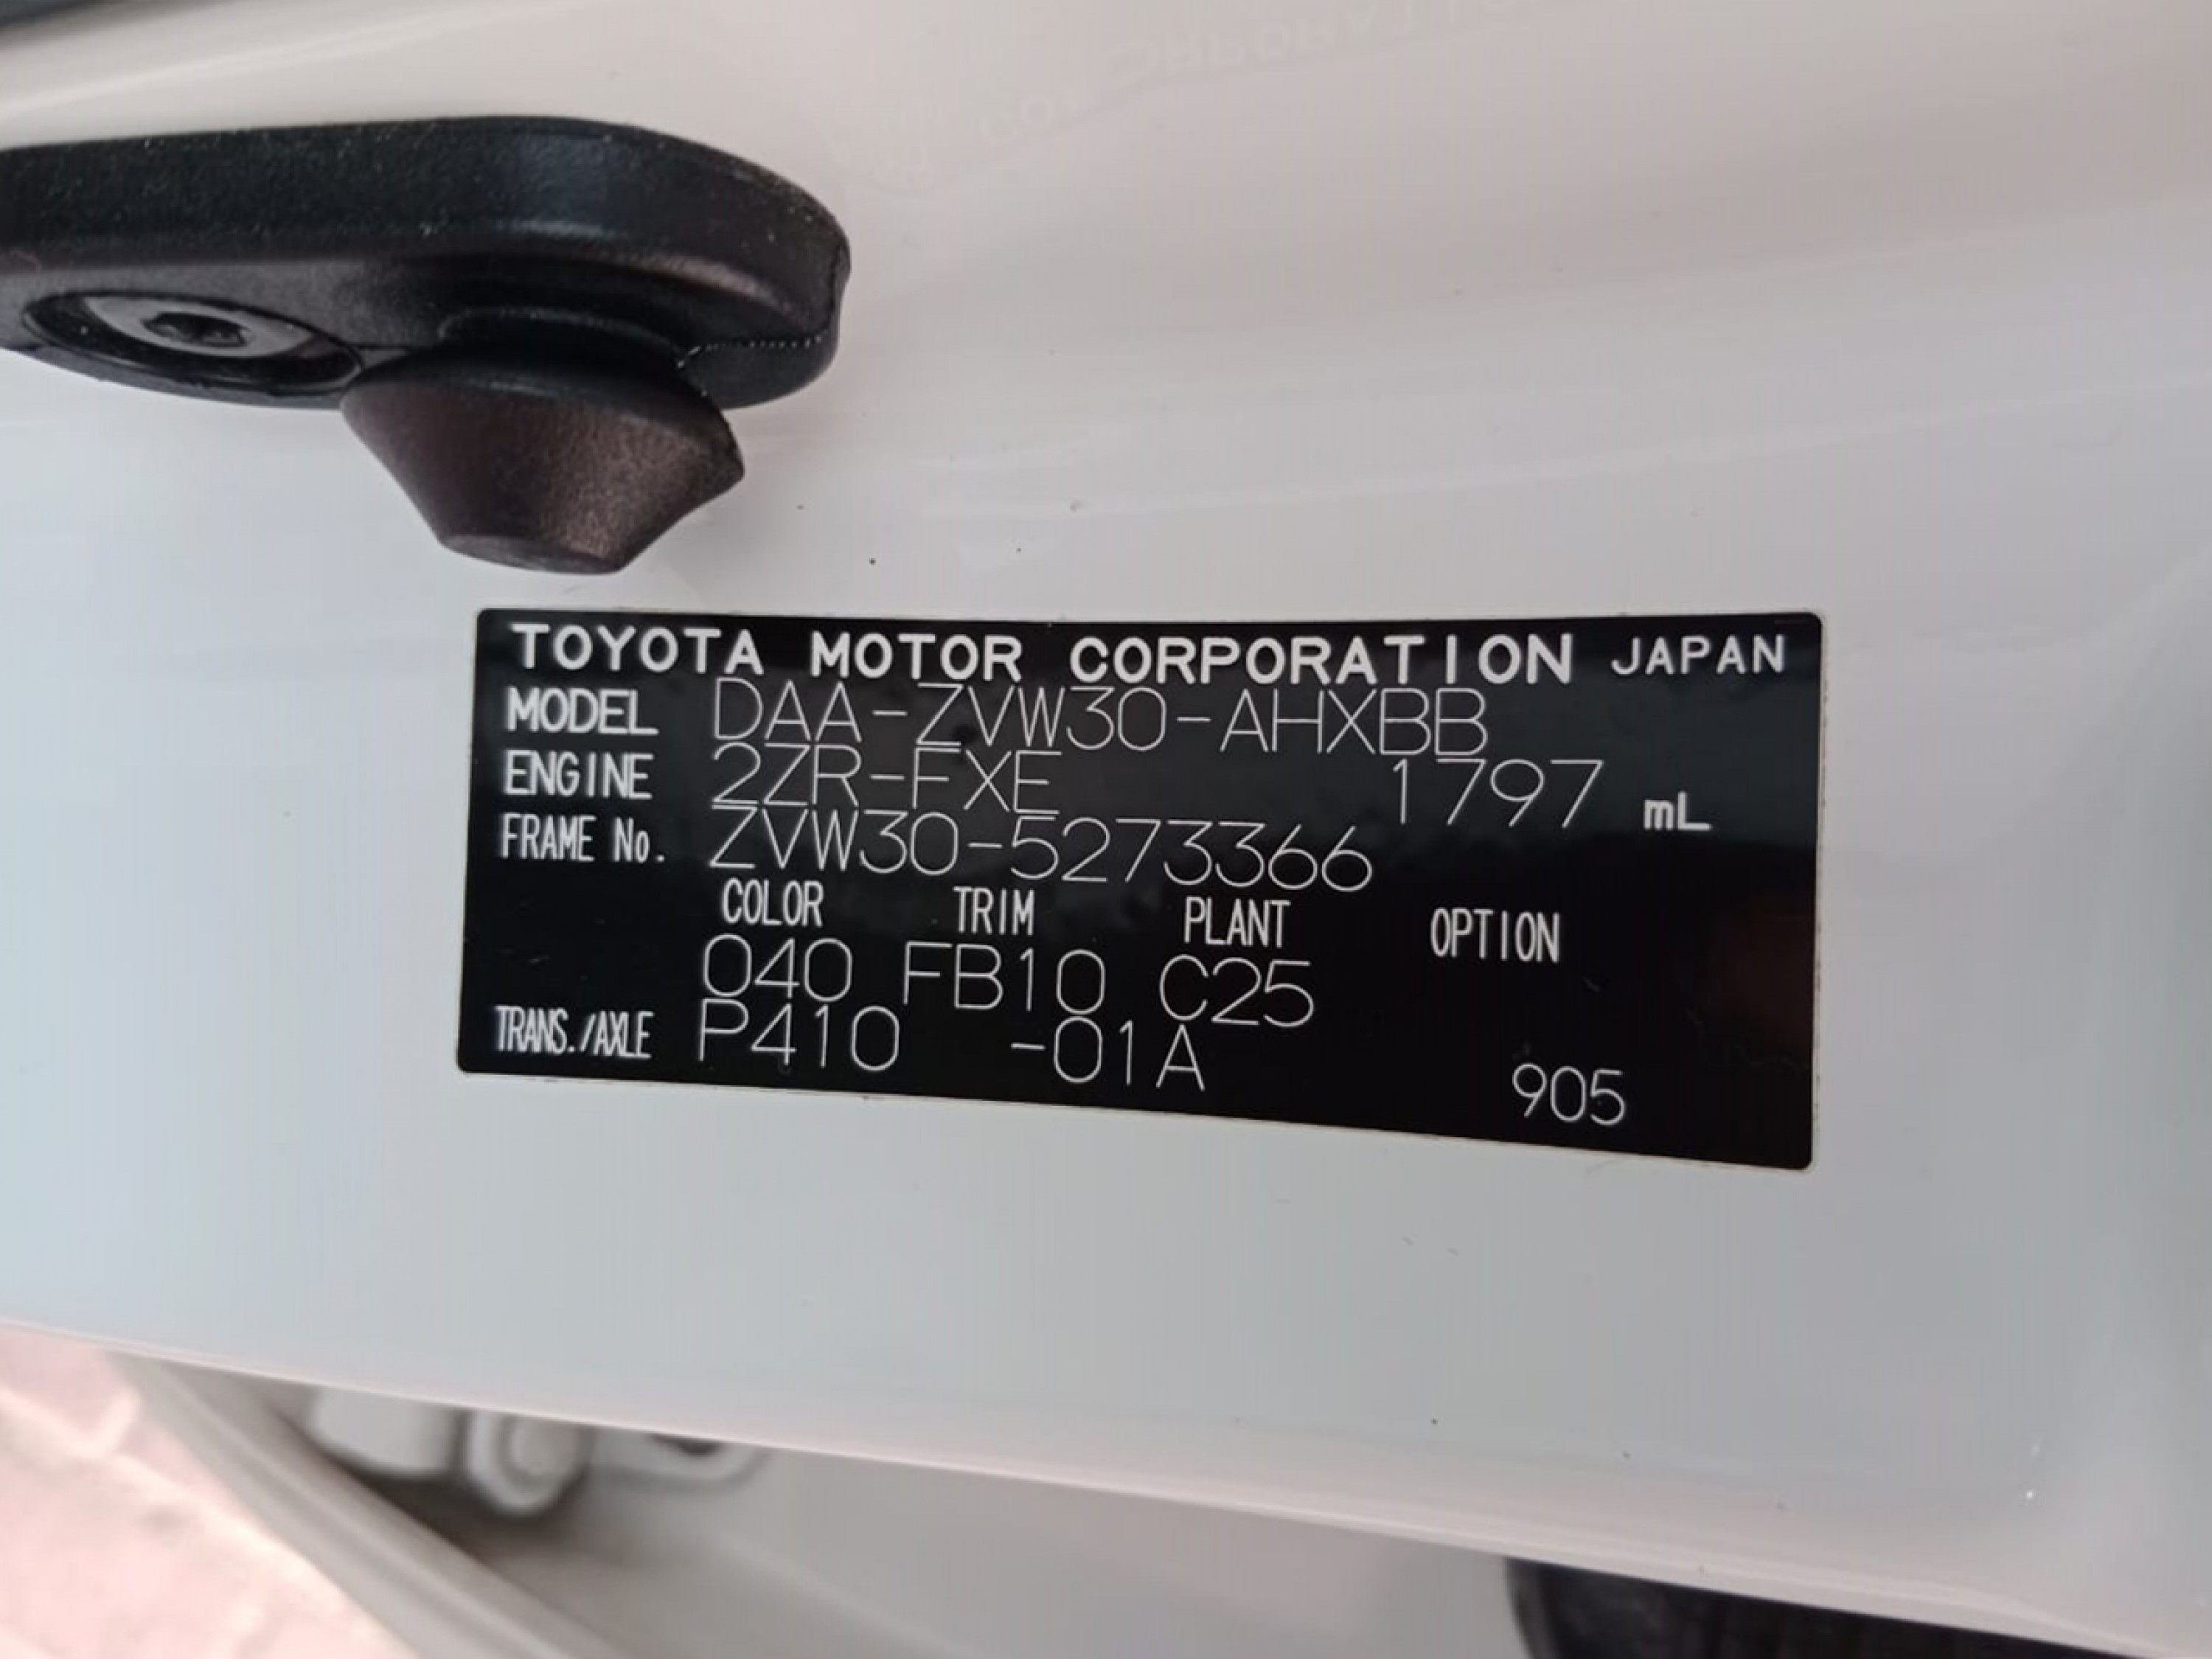 TOYOTA MOTOR CORPORATION JAPAN
MODEL DAA-ZVW30-AHXBB
ENGINE 2ZR-FXE 1797 mL
FRAME No. ZVW30-5273366
COLOR TRIM PLANT OPTION
040 FB10 C25
TRANS./AXLE P410 -01A
905